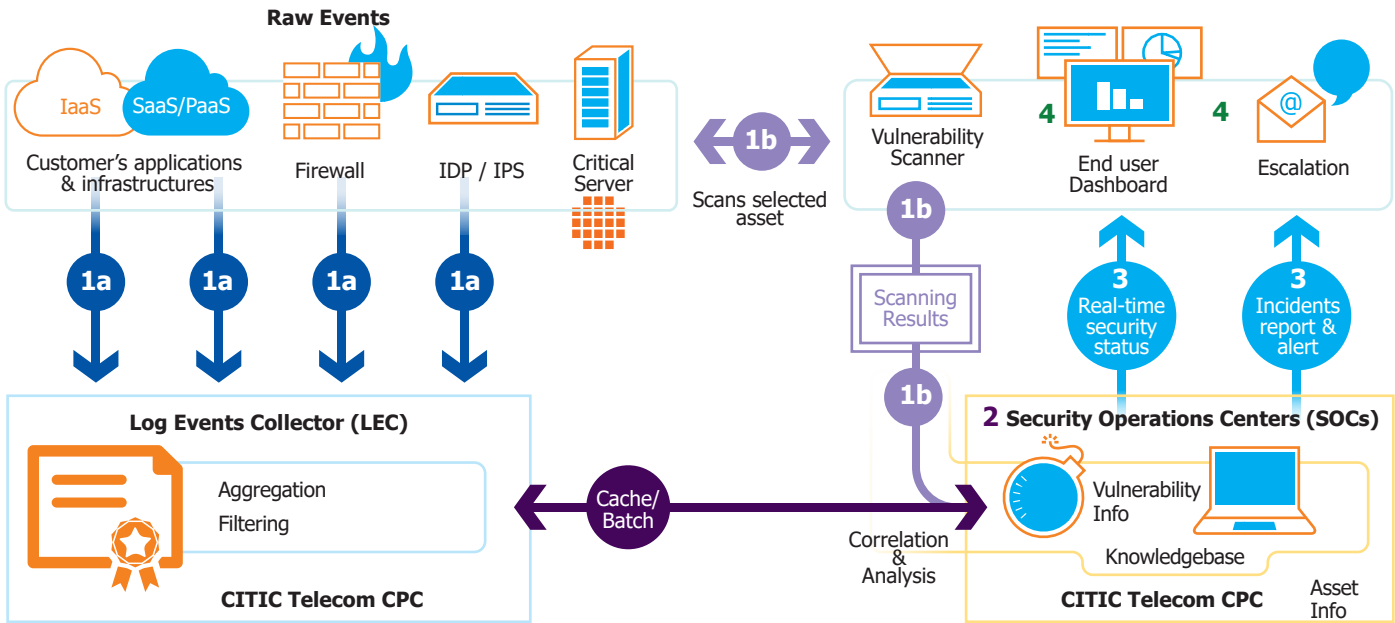 Raw Events
IaaS
SaaS/PaaS
Customer's applications
& infrastructures
Firewall
IDP / IPS
Critical
Server
1b
Scans selected
asset
Vulnerability
Scanner
4
End user
Dashboard
4
@
Escalation
1a
1a
1a
1a
1b
Scanning
Results
1b
3
Real-time
security
status
3
Incidents
report &
alert
Log Events Collector (LEC)
Aggregation
Filtering
CITIC Telecom CPC
Cache/
Batch
Correlation
&
Analysis
2 Security Operations Centers (SOCs)
Vulnerability
Info
Knowledgebase
CITIC Telecom CPC
Asset
Info